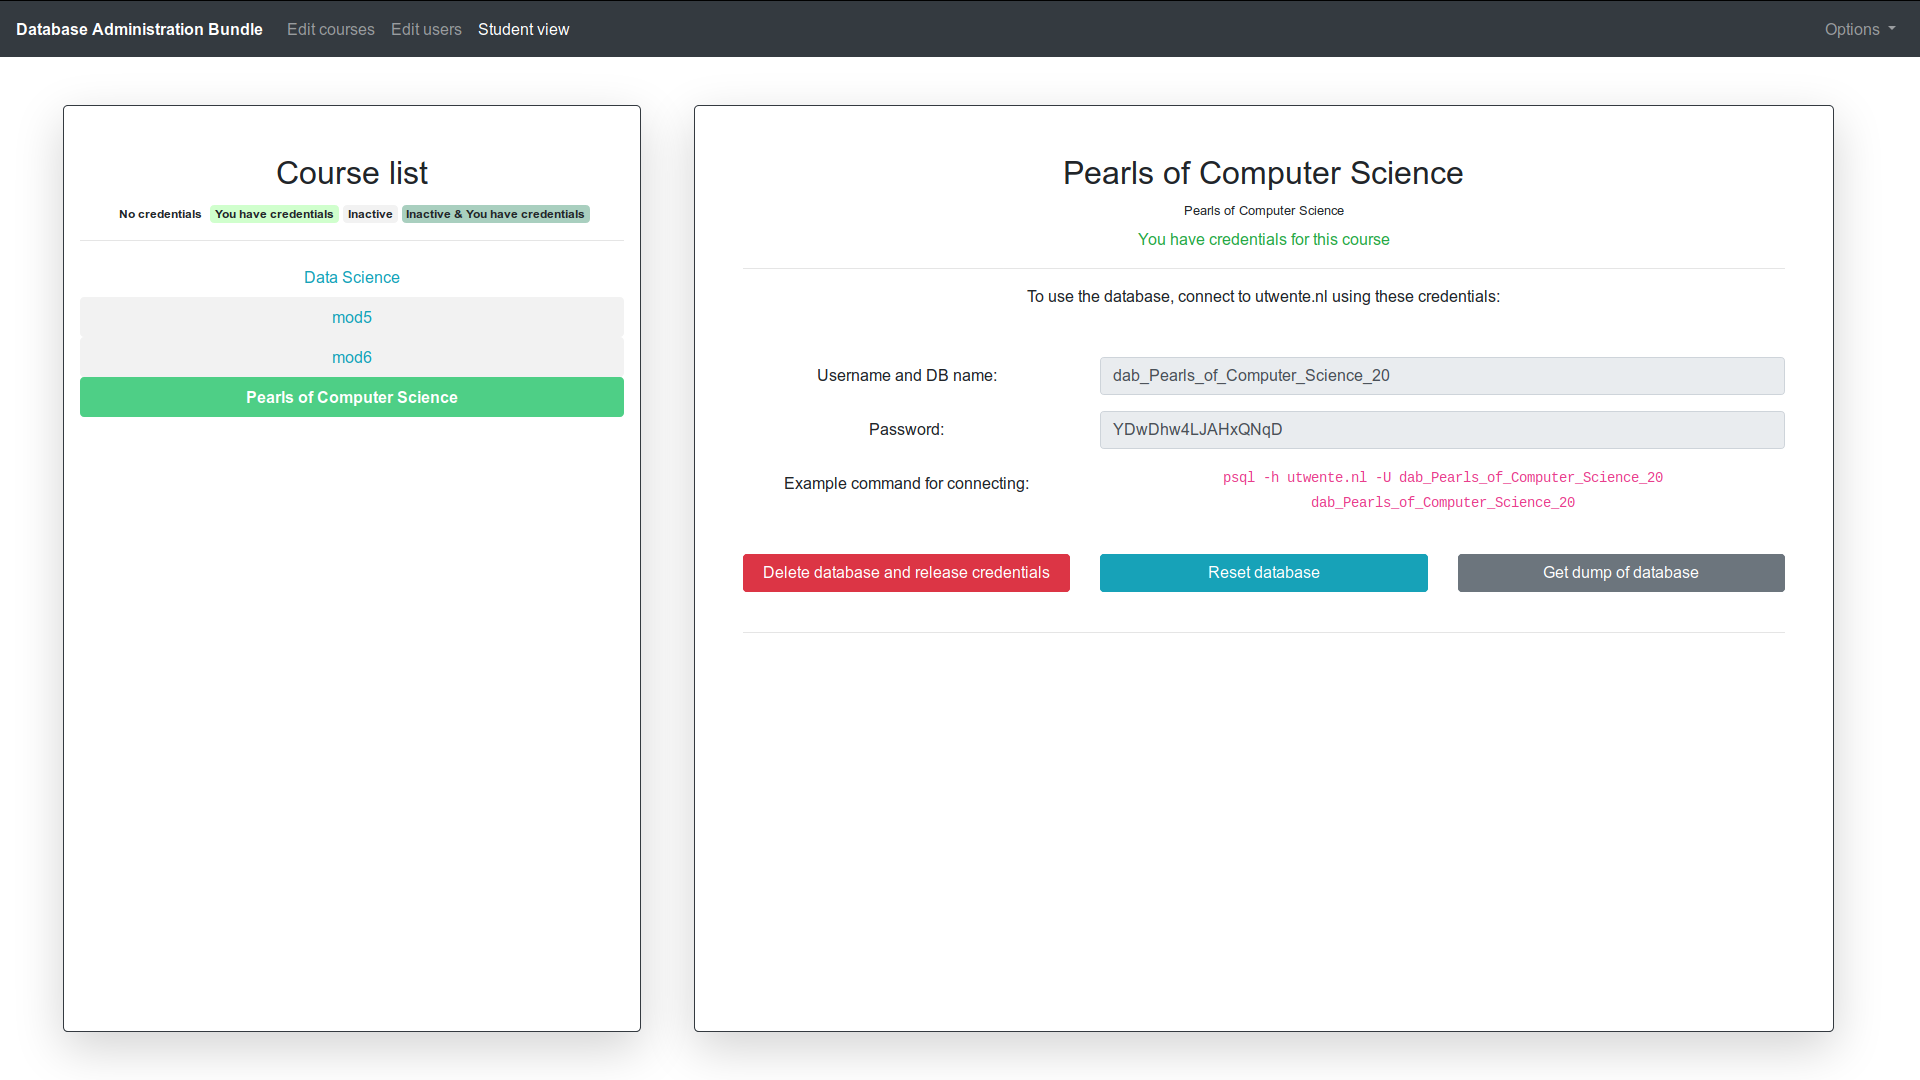 Database Administration Bundle Edit courses Edit users Student view Options
Course list
No credentials You have credentials Inactive Inactive & You have credentials
Data Science
mod5
mod6
Pearls of Computer Science
Pearls of Computer Science
Pearls of Computer Science
You have credentials for this course
To use the database, connect to utwente.nl using these credentials:
Username and DB name: dab_Pearls_of_Computer_Science_20
Password: YDwDhw4LJAHxQNqD
Example command for connecting: psql -h utwente.nl -U dab_Pearls_of_Computer_Science_20
dab_Pearls_of_Computer_Science_20
Delete database and release credentials Reset database Get dump of database